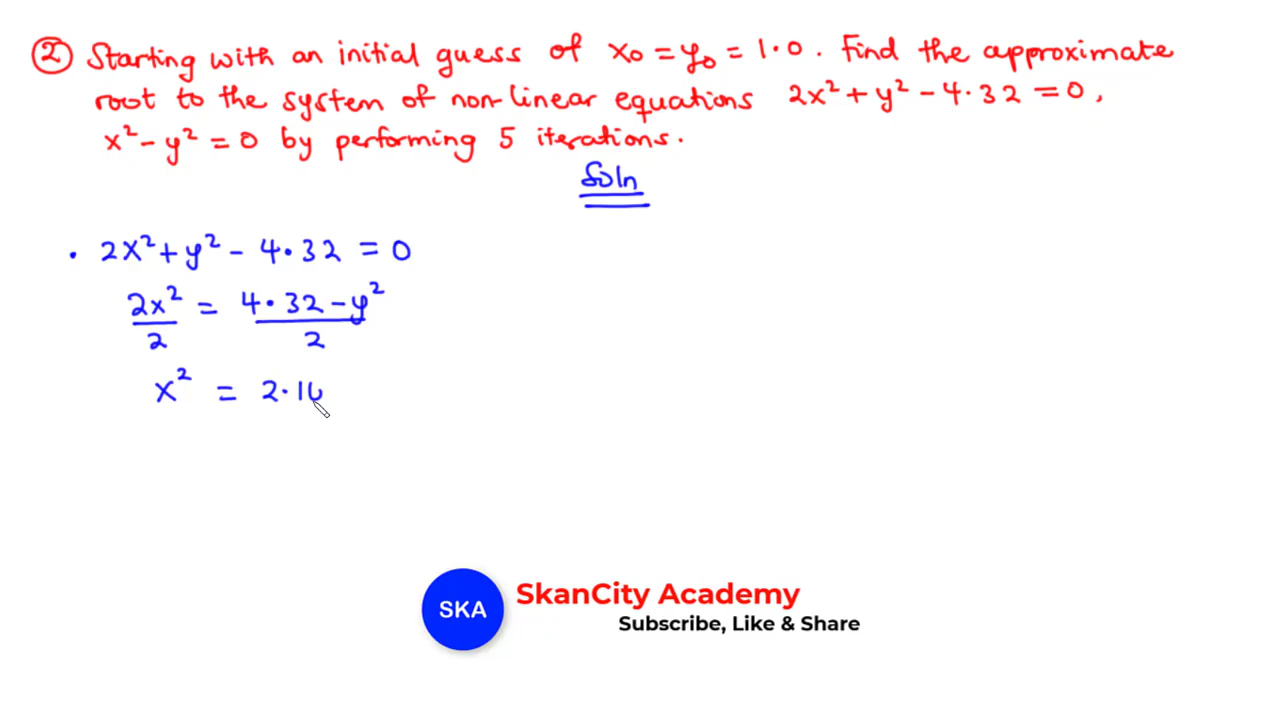 ② Starting with an initial guess of x₀ = y₀ = 1·0. Find the approximate
root to the system of non-linear equations 2x² + y² - 4·32 = 0,
x² - y² = 0 by performing 5 iterations.
Soln
· 2x² + y² - 4·32 = 0
2x²/2 = (4·32 - y²)/2
x² = 2·16
SKA
SkanCity Academy
Subscribe, Like & Share